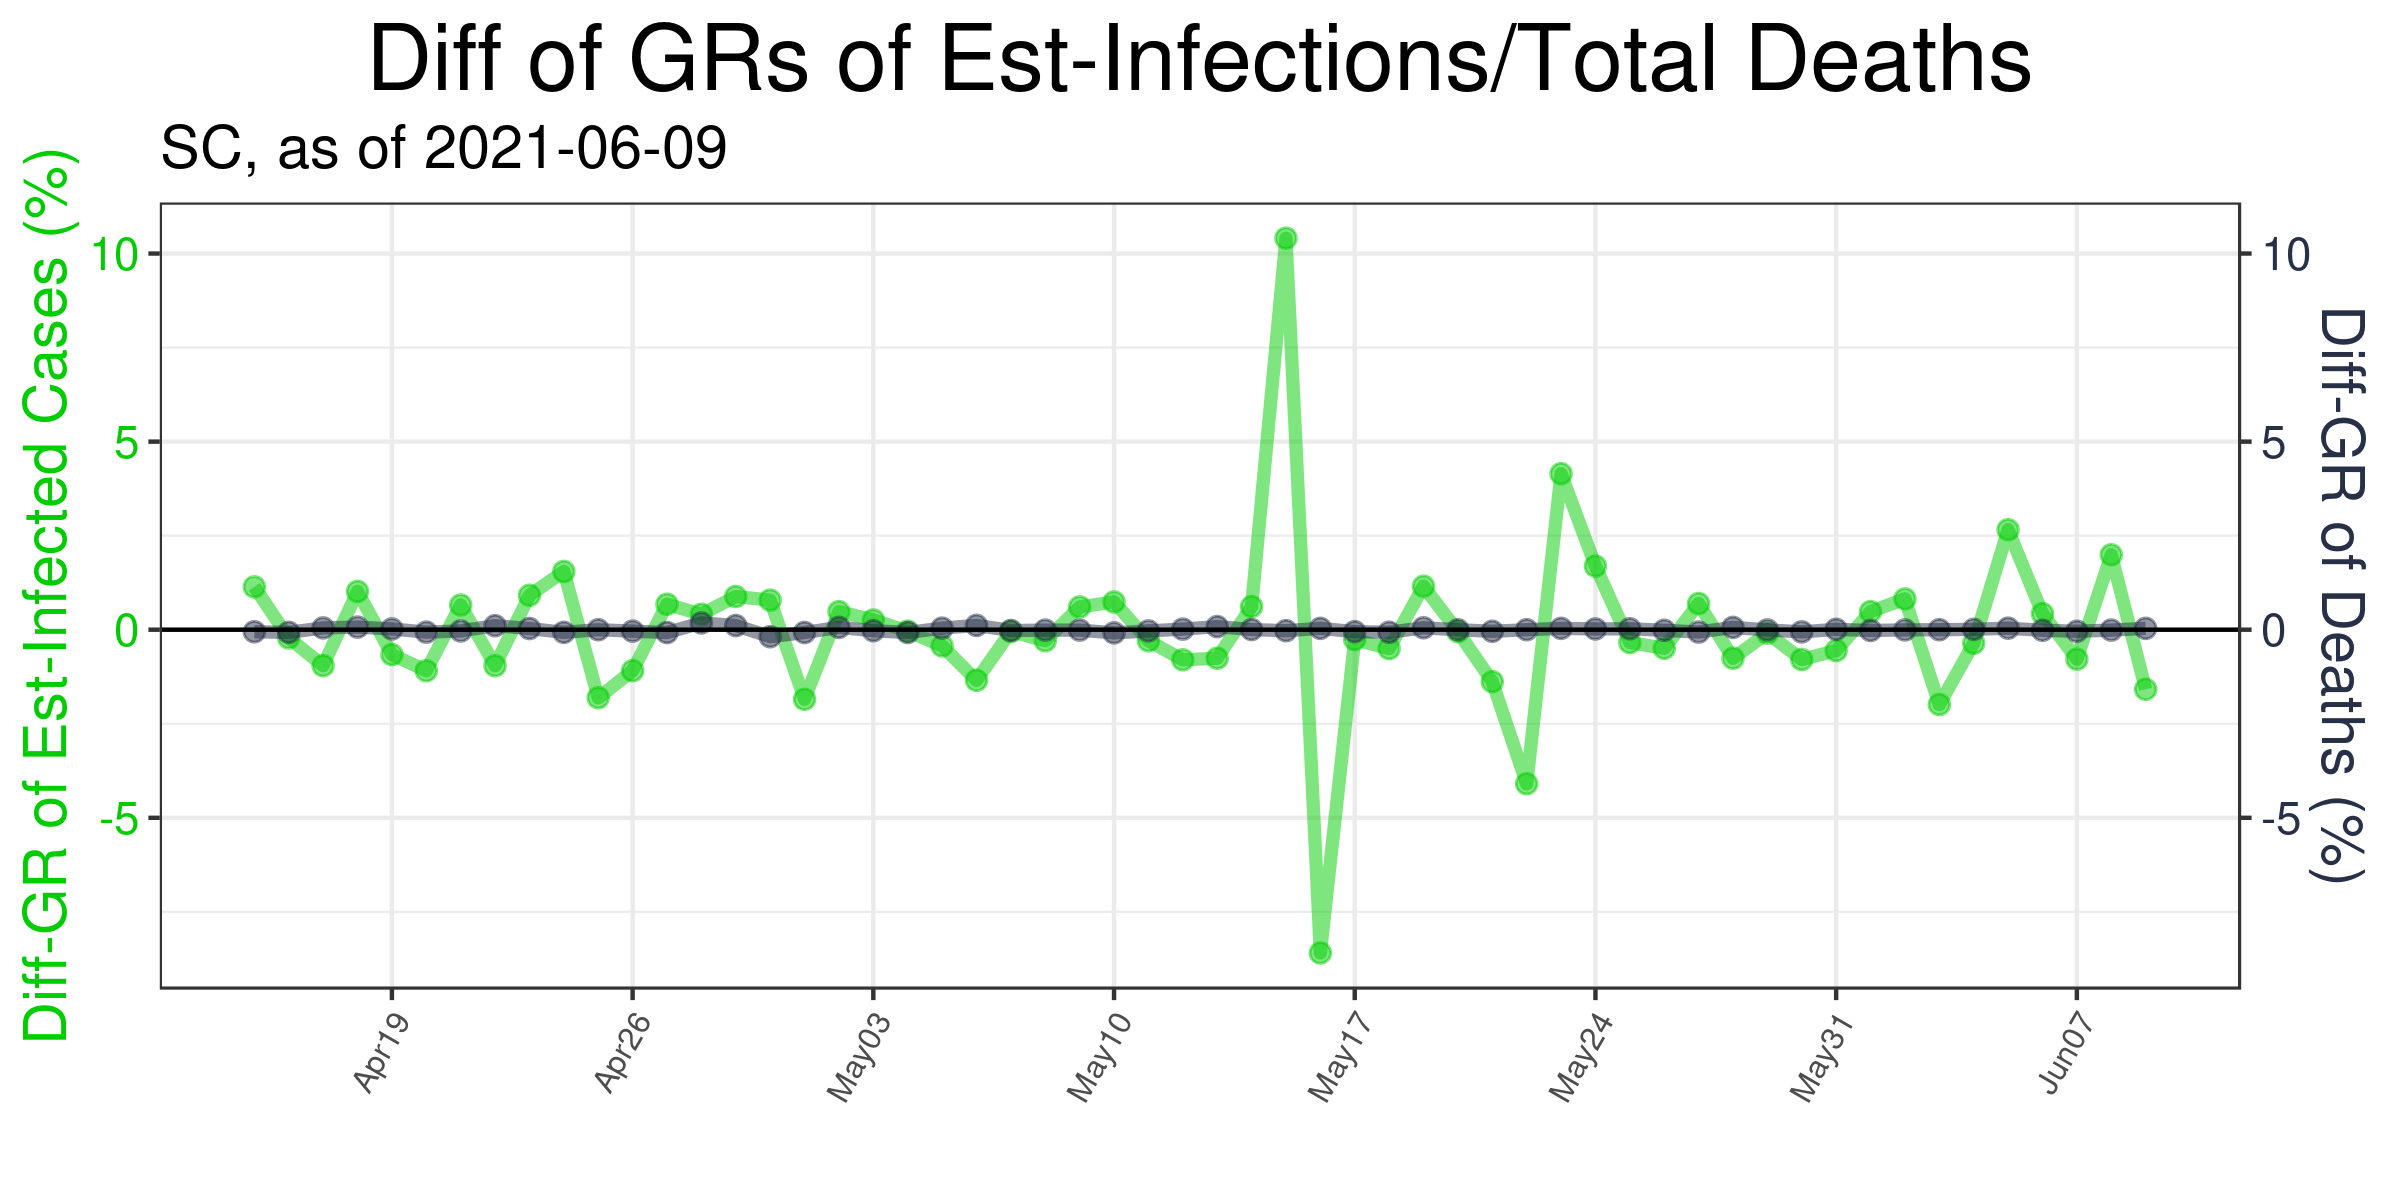 Diff of GRs of Est-Infections/Total Deaths
SC, as of 2021-06-09
Diff-GR of Est-Infected Cases (%)
10
5
0
-5
10
5
0
-5
Diff-GR of Deaths (%)
Apr19
Apr26
May03
May10
May17
May24
May31
Jun07